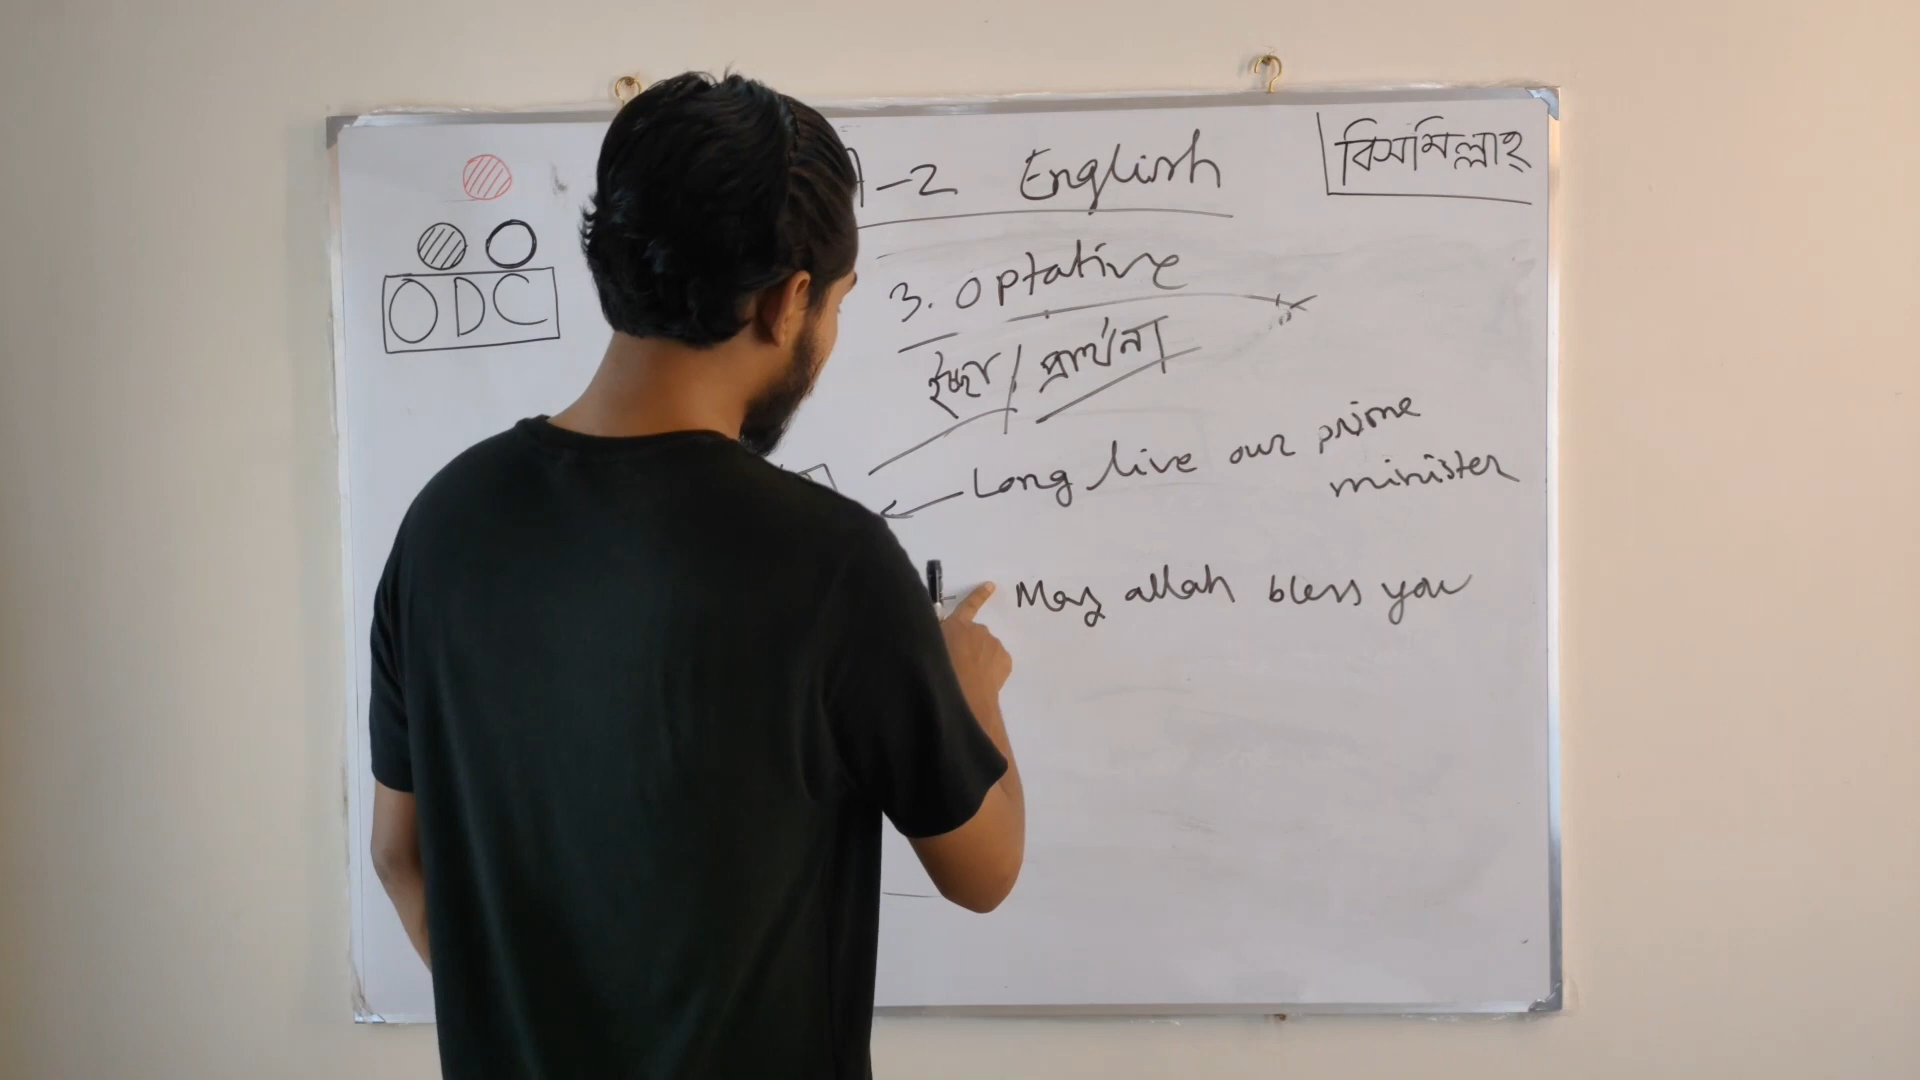 বিসমিল্লাহ
-2 English
ODC
3. Optative
ইচ্ছা / প্রার্থনা
Long live our prime
minister
May allah bless you